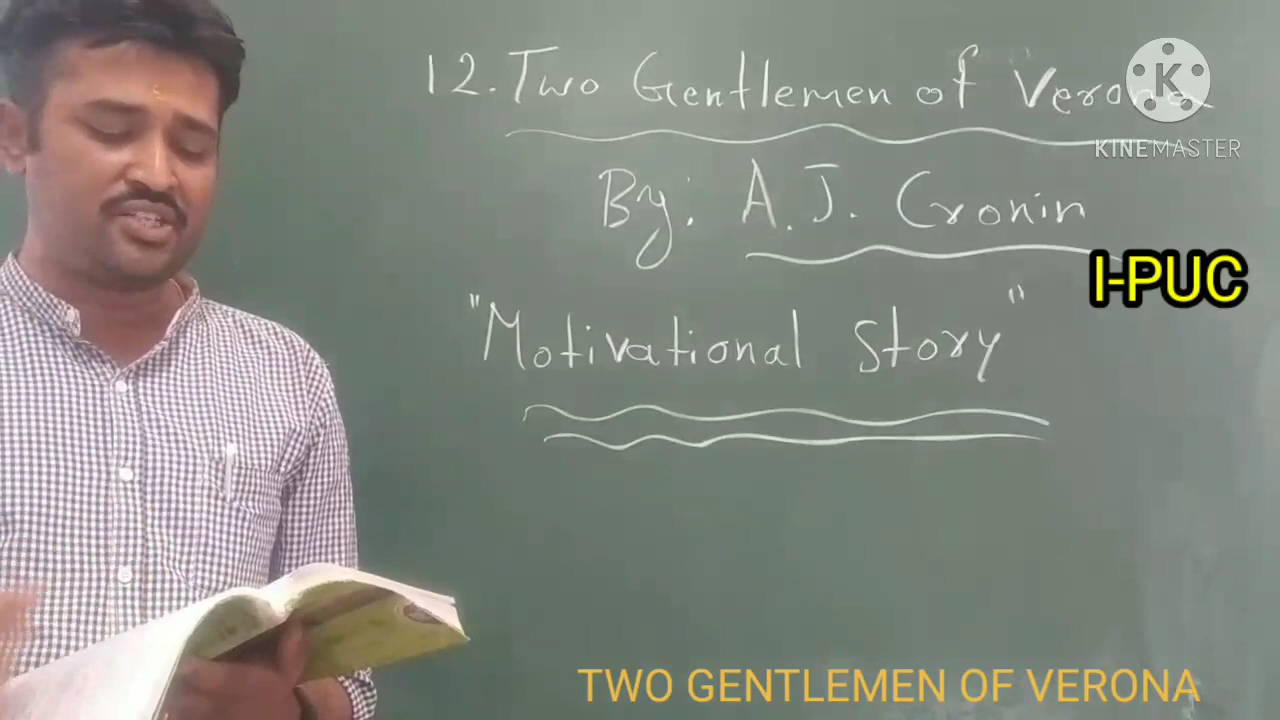 12. Two Gentlemen of Verona
K
KINEMASTER
By: A.J. Cronin
I-PUC
"Motivational Story"
TWO GENTLEMEN OF VERONA